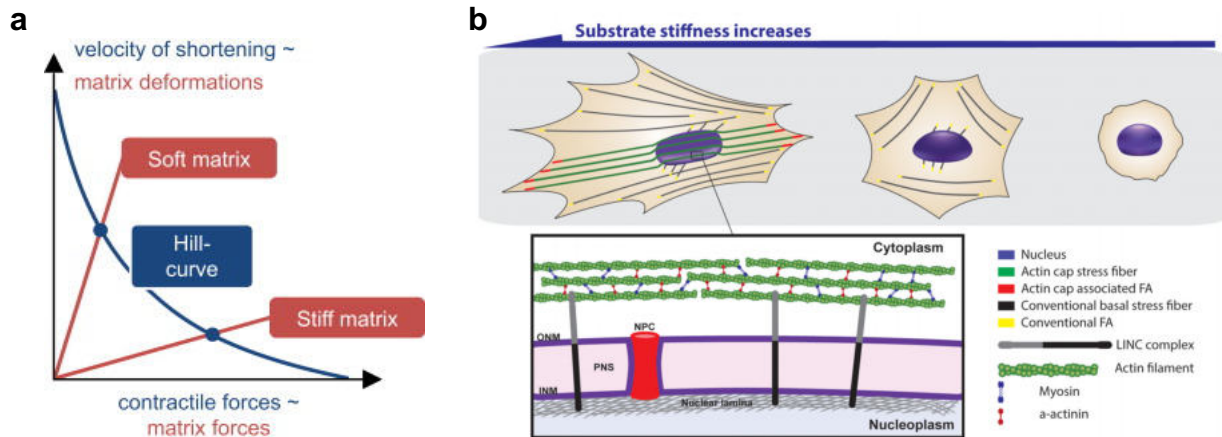 a
velocity of shortening ~
matrix deformations
Soft matrix
Hill-
curve
Stiff matrix
contractile forces ~
matrix forces
b
Substrate stiffness increases
Cytoplasm
ONM
NPC
PNS
INM
Nuclear lamina
Nucleoplasm
Nucleus
Actin cap stress fiber
Actin cap associated FA
Conventional basal stress fiber
Conventional FA
LINC complex
Actin filament
Myosin
a-actinin